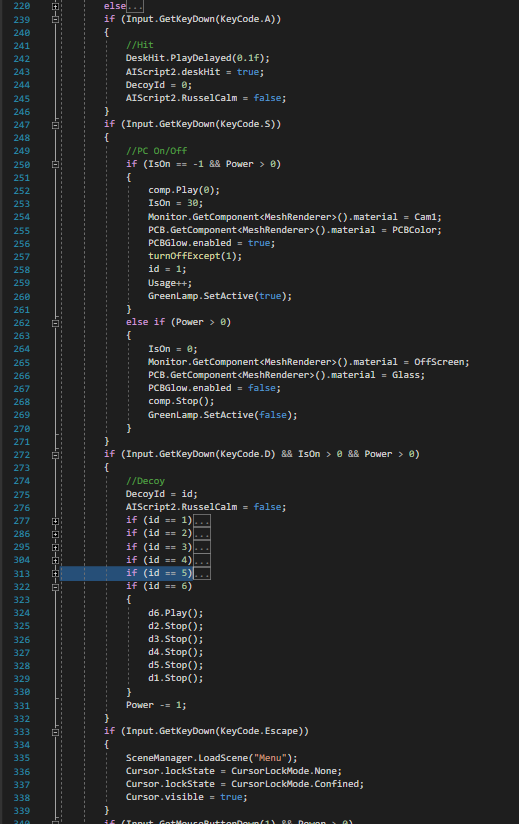 220 else...
239 if (Input.GetKeyDown(KeyCode.A))
240 {
241 //Hit
242 DeskHit.PlayDelayed(0.1f);
243 AIScript2.deskHit = true;
244 DecoyId = 0;
245 AIScript2.RusselCalm = false;
246 }
247 if (Input.GetKeyDown(KeyCode.S))
248 {
249 //PC On/Off
250 if (IsOn == -1 && Power > 0)
251 {
252 comp.Play(0);
253 IsOn = 30;
254 Monitor.GetComponent<MeshRenderer>().material = Cam1;
255 PCB.GetComponent<MeshRenderer>().material = PCBColor;
256 PCBGlow.enabled = true;
257 turnOffExcept(1);
258 id = 1;
259 Usage++;
260 GreenLamp.SetActive(true);
261 }
262 else if (Power > 0)
263 {
264 IsOn = 0;
265 Monitor.GetComponent<MeshRenderer>().material = OffScreen;
266 PCB.GetComponent<MeshRenderer>().material = Glass;
267 PCBGlow.enabled = false;
268 comp.Stop();
269 GreenLamp.SetActive(false);
270 }
271 }
272 if (Input.GetKeyDown(KeyCode.D) && IsOn > 0 && Power > 0)
273 {
274 //Decoy
275 DecoyId = id;
276 AIScript2.RusselCalm = false;
277 if (id == 1)...
286 if (id == 2)...
295 if (id == 3)...
304 if (id == 4)...
313 if (id == 5)...
322 if (id == 6)
323 {
324 d6.Play();
325 d2.Stop();
326 d3.Stop();
327 d4.Stop();
328 d5.Stop();
329 d1.Stop();
330 }
331 Power -= 1;
332 }
333 if (Input.GetKeyDown(KeyCode.Escape))
334 {
335 SceneManager.LoadScene("Menu");
336 Cursor.lockState = CursorLockMode.None;
337 Cursor.lockState = CursorLockMode.Confined;
338 Cursor.visible = true;
339 }
340 if (Input.GetMouseButtonDown(1) && Power > 0)